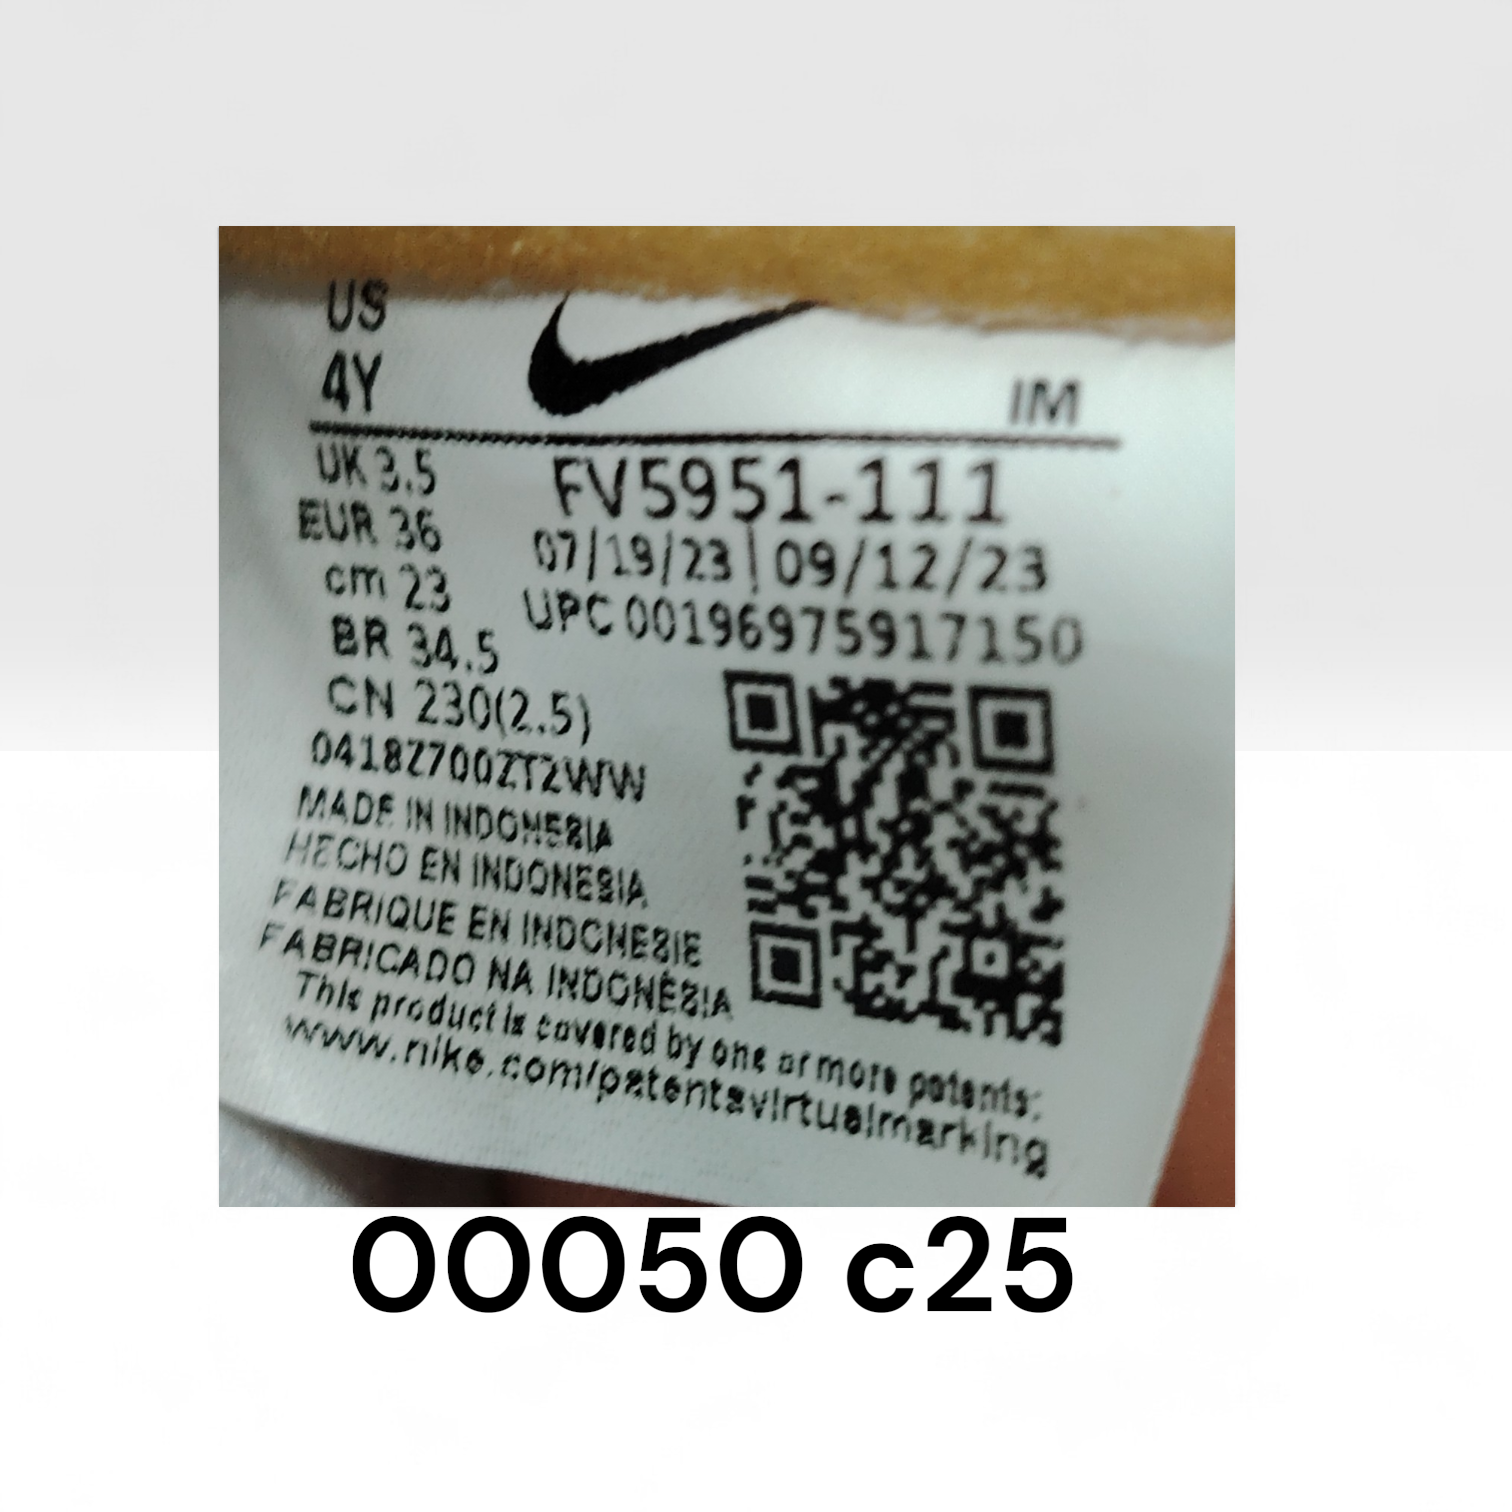 US
4Y
IM
UK 3.5
EUR 36
cm 23
BR 34.5
CN 230(2.5)
FV5951-111
07/19/23|09/12/23
UPC 00196975917150
0418Z700ZT2WW
MADE IN INDONESIA
HECHO EN INDONESIA
FABRIQUE EN INDONESIE
FABRICADO NA INDONÉSIA
This product is covered by one or more patents:
www.nike.com/patentsvirtualmarking
00050 c25